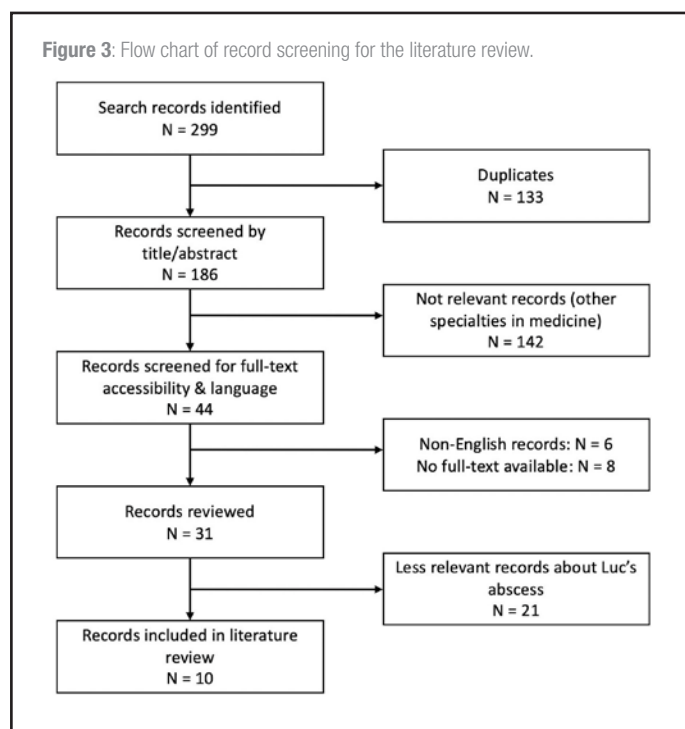 Figure 3: Flow chart of record screening for the literature review.
Search records identified
N = 299
Duplicates
N = 133
Records screened by
title/abstract
N = 186
Not relevant records (other
specialties in medicine)
N = 142
Records screened for full-text
accessibility & language
N = 44
Non-English records: N = 6
No full-text available: N = 8
Records reviewed
N = 31
Less relevant records about Luc's
abscess
N = 21
Records included in literature
review
N = 10